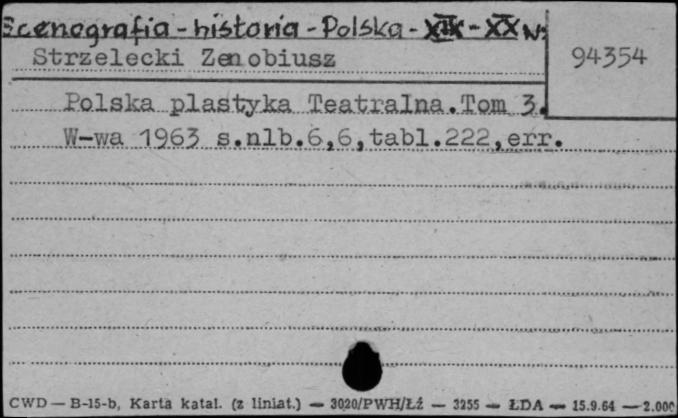 Scenografia - historia - Polska - XIX - XX w.
Strzelecki Zenobiusz
94354
Polska plastyka Teatralna.Tom 3.
W-wa 1963 s.nlb.6,6,tabl.222,err.
CWD — B-15-b, Karta katal. (z liniat.) — 3020/PWH/Łź — 3255 — ŁDA — 15.9.64 — 2.000